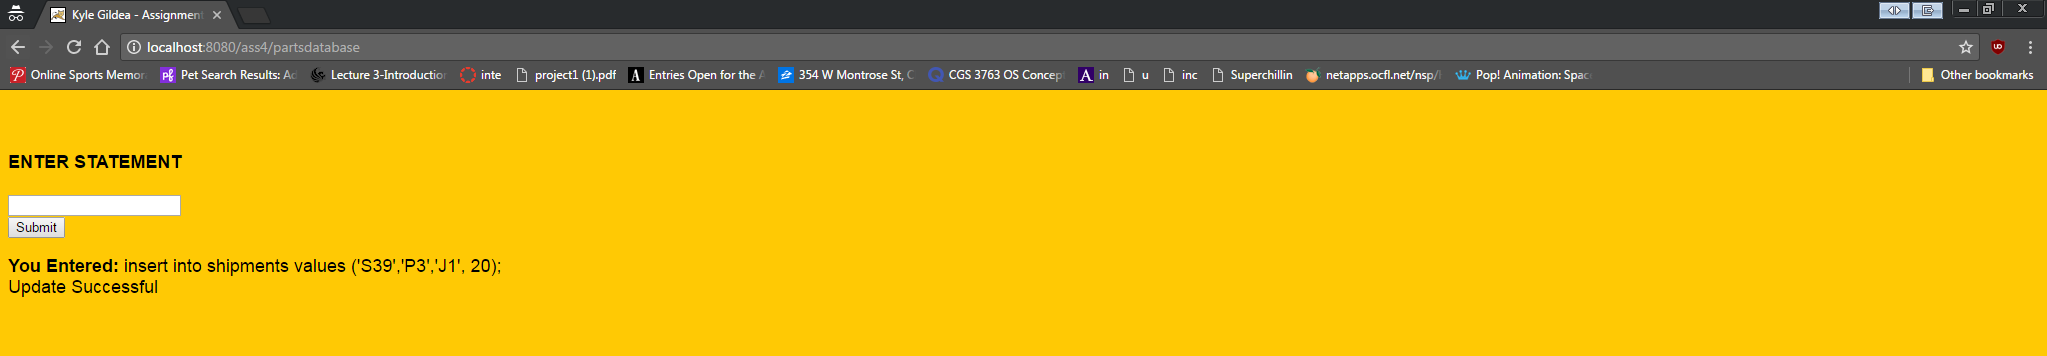 Kyle Gildea - Assignment
localhost:8080/ass4/partsdatabase
Online Sports Memor Pet Search Results: Ad Lecture 3-Introduction inte project1 (1).pdf Entries Open for the A 354 W Montrose St, C CGS 3763 OS Concep in u inc Superchillin netapps.ocfl.net/nsp/ Pop! Animation: Spac Other bookmarks
ENTER STATEMENT
Submit
You Entered: insert into shipments values ('S39','P3','J1', 20);
Update Successful